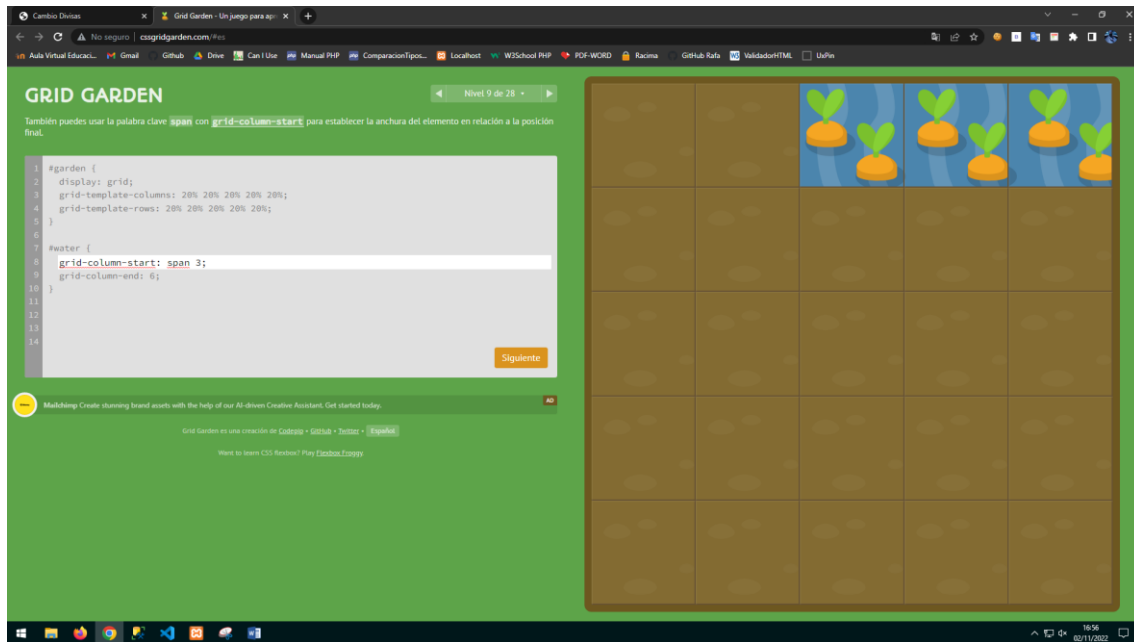 Cambio Divisas
Grid Garden - Un juego para apr
No seguro | cssgridgarden.com/#es
Aula Virtual Educaci... Gmail Github Drive Can I Use Manual PHP ComparacionTipos... Localhost W3School PHP PDF-WORD Racima GitHub Rafa ValidadorHTML UxPin
GRID GARDEN
Nivel 9 de 28
También puedes usar la palabra clave span con grid-column-start para establecer la anchura del elemento en relación a la posición
final.
1 #garden {
2 display: grid;
3 grid-template-columns: 20% 20% 20% 20% 20%;
4 grid-template-rows: 20% 20% 20% 20% 20%;
5 }
6
7 #water {
8 grid-column-start: span 3;
9 grid-column-end: 6;
10 }
11
12
13
14
Siguiente
Mailchimp Create stunning brand assets with the help of our AI-driven Creative Assistant. Get started today.
AD
Grid Garden es una creación de Codepip • GitHub • Twitter • Español
Want to learn CSS flexbox? Play Flexbox Froggy.
16:56
02/11/2022